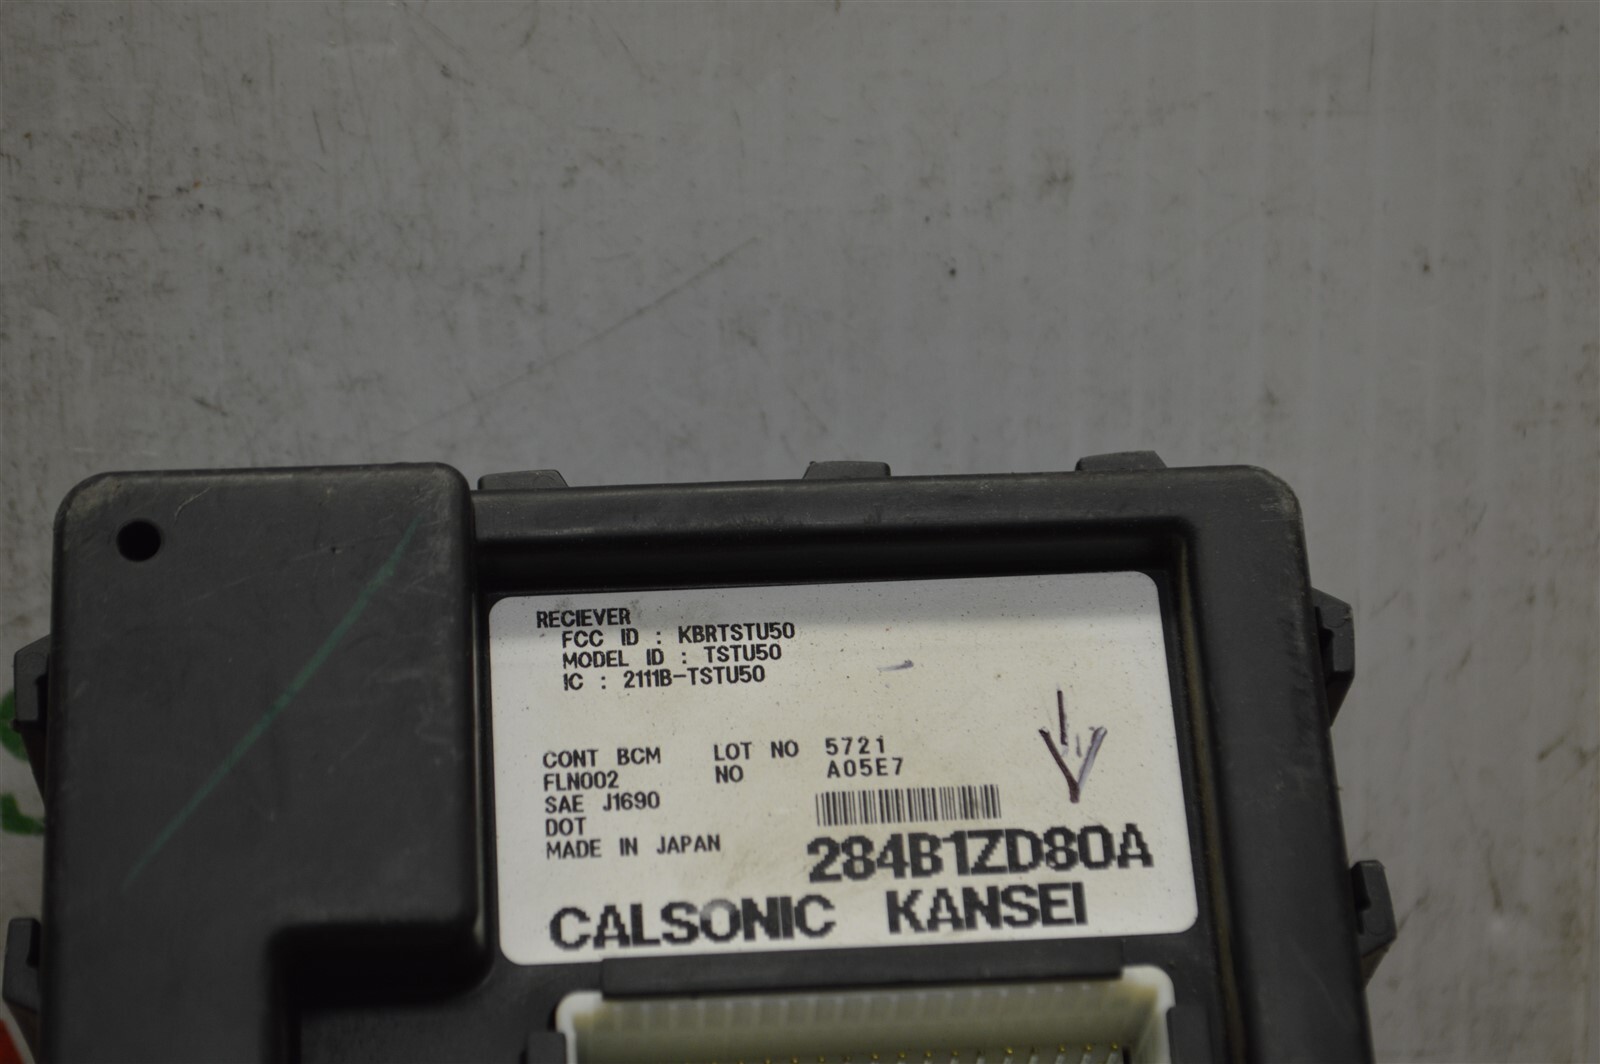 RECIEVER
FCC ID : KBRTSTU50
MODEL ID : TSTU50
IC : 2111B-TSTU50
CONT BCM LOT NO 5721
FLN002 NO A05E7
SAE J1690
DOT
MADE IN JAPAN
284B1ZD80A
CALSONIC KANSEI